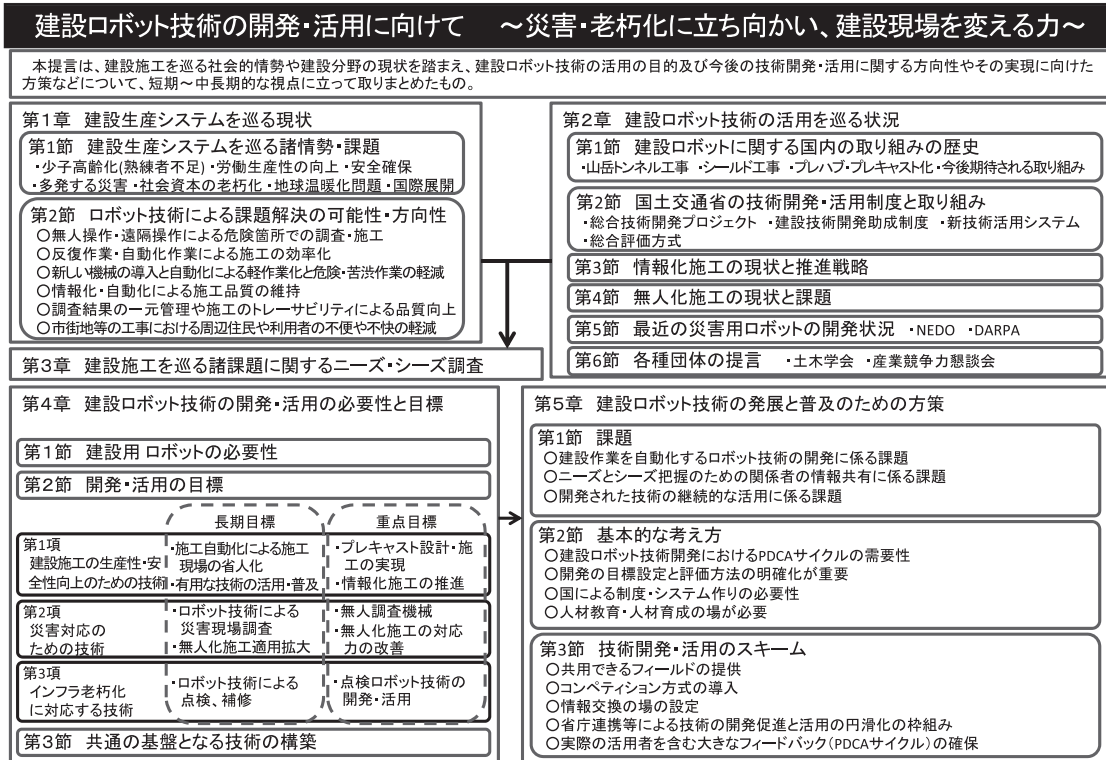 建設ロボット技術の開発・活用に向けて　～災害・老朽化に立ち向かい、建設現場を変える力～
本提言は、建設施工を巡る社会的情勢や建設分野の現状を踏まえ、建設ロボット技術の活用の目的及び今後の技術開発・活用に関する方向性やその実現に向けた
方策などについて、短期～中長期的な視点に立って取りまとめたもの。
第1章　建設生産システムを巡る現状
第1節　建設生産システムを巡る諸情勢・課題
・少子高齢化(熟練者不足)・労働生産性の向上・安全確保
・多発する災害・社会資本の老朽化・地球温暖化問題・国際展開
第2節　ロボット技術による課題解決の可能性・方向性
○無人操作・遠隔操作による危険箇所での調査・施工
○反復作業・自動化作業による施工の効率化
○新しい機械の導入と自動化による軽作業化と危険・苦渋作業の軽減
○情報化・自動化による施工品質の維持
○調査結果の一元管理や施工のトレーサビリティによる品質向上
○市街地等の工事における周辺住民や利用者の不便や不快の軽減
第2章　建設ロボット技術の活用を巡る状況
第1節　建設ロボットに関する国内の取り組みの歴史
・山岳トンネル工事　・シールド工事　・プレハブ・プレキャスト化・今後期待される取り組み
第2節　国土交通省の技術開発・活用制度と取り組み
・総合技術開発プロジェクト　・建設技術開発助成制度　・新技術活用システム
・総合評価方式
第3節　情報化施工の現状と推進戦略
第4節　無人化施工の現状と課題
第5節　最近の災害用ロボットの開発状況　・NEDO　・DARPA
第6節　各種団体の提言　・土木学会　・産業競争力懇談会
第3章　建設施工を巡る諸課題に関するニーズ・シーズ調査
第4章　建設ロボット技術の開発・活用の必要性と目標
第1節　建設用 ロボットの必要性
第2節　開発・活用の目標
長期目標　重点目標
第1項
建設施工の生産性・安
全性向上のための技術
・施工自動化による施工
現場の省人化
・有用な技術の活用・普及
・プレキャスト設計・施
工の実現
・情報化施工の推進
第2項
災害対応の
ための技術
・ロボット技術による
災害現場調査
・無人化施工適用拡大
・無人調査機械
・無人化施工の対応
力の改善
第3項
インフラ老朽化
に対応する技術
・ロボット技術による
点検、補修
・点検ロボット技術の
開発・活用
第3節　共通の基盤となる技術の構築
第5章　建設ロボット技術の発展と普及のための方策
第1節　課題
○建設作業を自動化するロボット技術の開発に係る課題
○ニーズとシーズ把握のための関係者の情報共有に係る課題
○開発された技術の継続的な活用に係る課題
第2節　基本的な考え方
○建設ロボット技術開発におけるPDCAサイクルの需要性
○開発の目標設定と評価方法の明確化が重要
○国による制度・システム作りの必要性
○人材教育・人材育成の場が必要
第3節　技術開発・活用のスキーム
○共用できるフィールドの提供
○コンペティション方式の導入
○情報交換の場の設定
○省庁連携等による技術の開発促進と活用の円滑化の枠組み
○実際の活用者を含む大きなフィードバック（PDCAサイクル）の確保